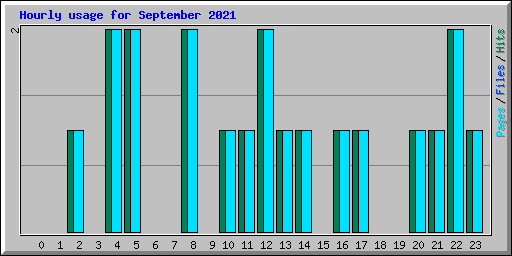 Hourly usage for September 2021
2
Pages / Files / Hits
0 1 2 3 4 5 6 7 8 9 10 11 12 13 14 15 16 17 18 19 20 21 22 23